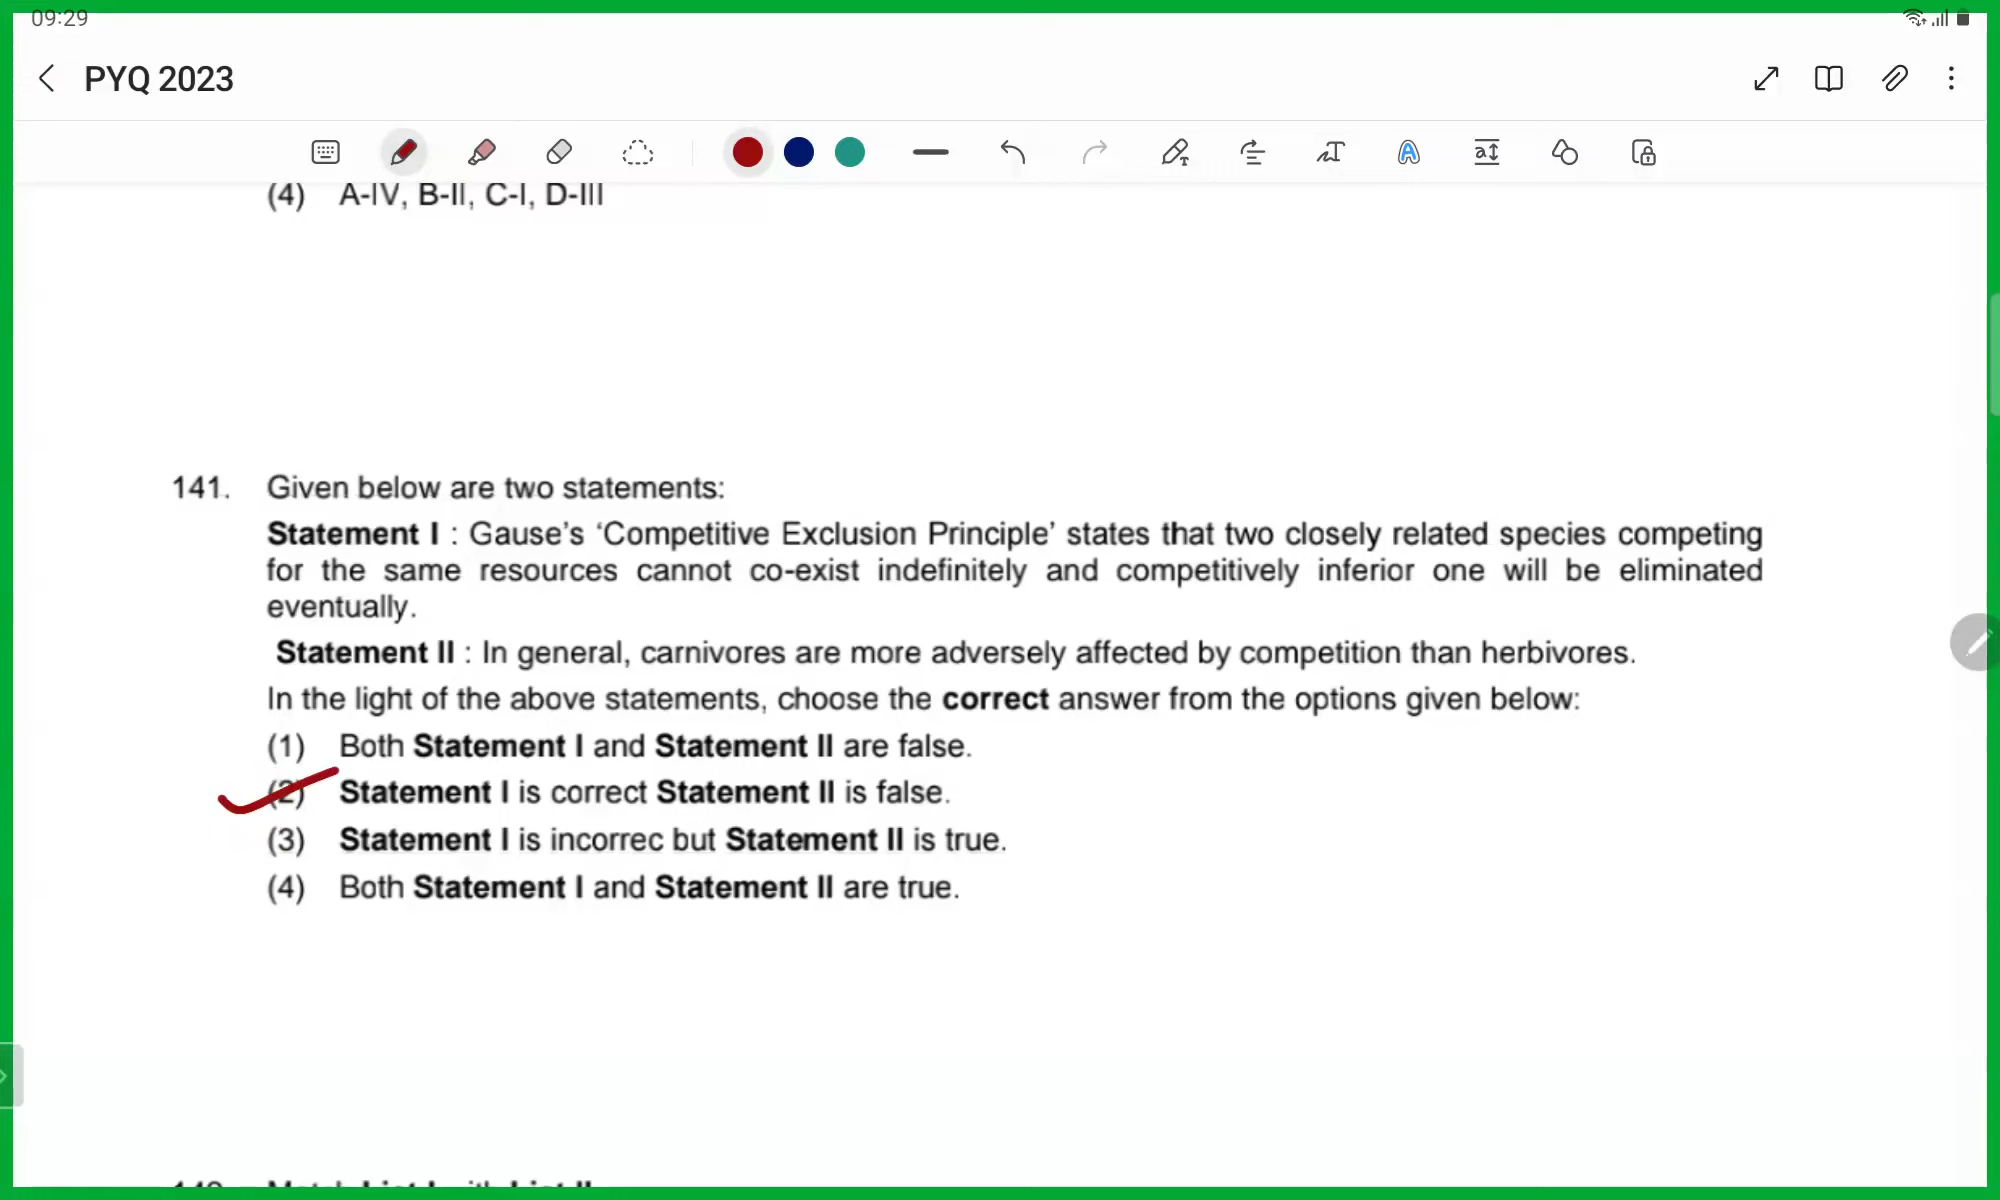 09:29
PYQ 2023
(4) A-IV, B-II, C-I, D-III
141. Given below are two statements:
Statement I : Gause's 'Competitive Exclusion Principle' states that two closely related species competing
for the same resources cannot co-exist indefinitely and competitively inferior one will be eliminated
eventually.
Statement II : In general, carnivores are more adversely affected by competition than herbivores.
In the light of the above statements, choose the correct answer from the options given below:
(1) Both Statement I and Statement II are false.
(2) Statement I is correct Statement II is false.
(3) Statement I is incorrec but Statement II is true.
(4) Both Statement I and Statement II are true.